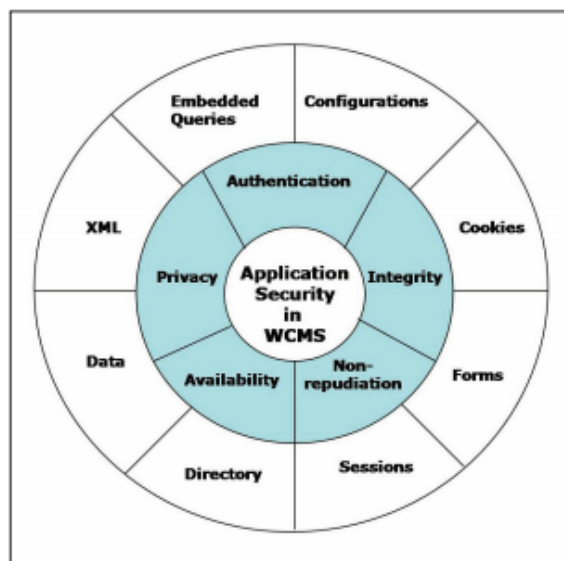 Embedded
Queries
Configurations
Authentication
XML
Cookies
Privacy
Application
Security
in
WCMS
Integrity
Data
Availability
Non-
repudiation
Forms
Directory
Sessions